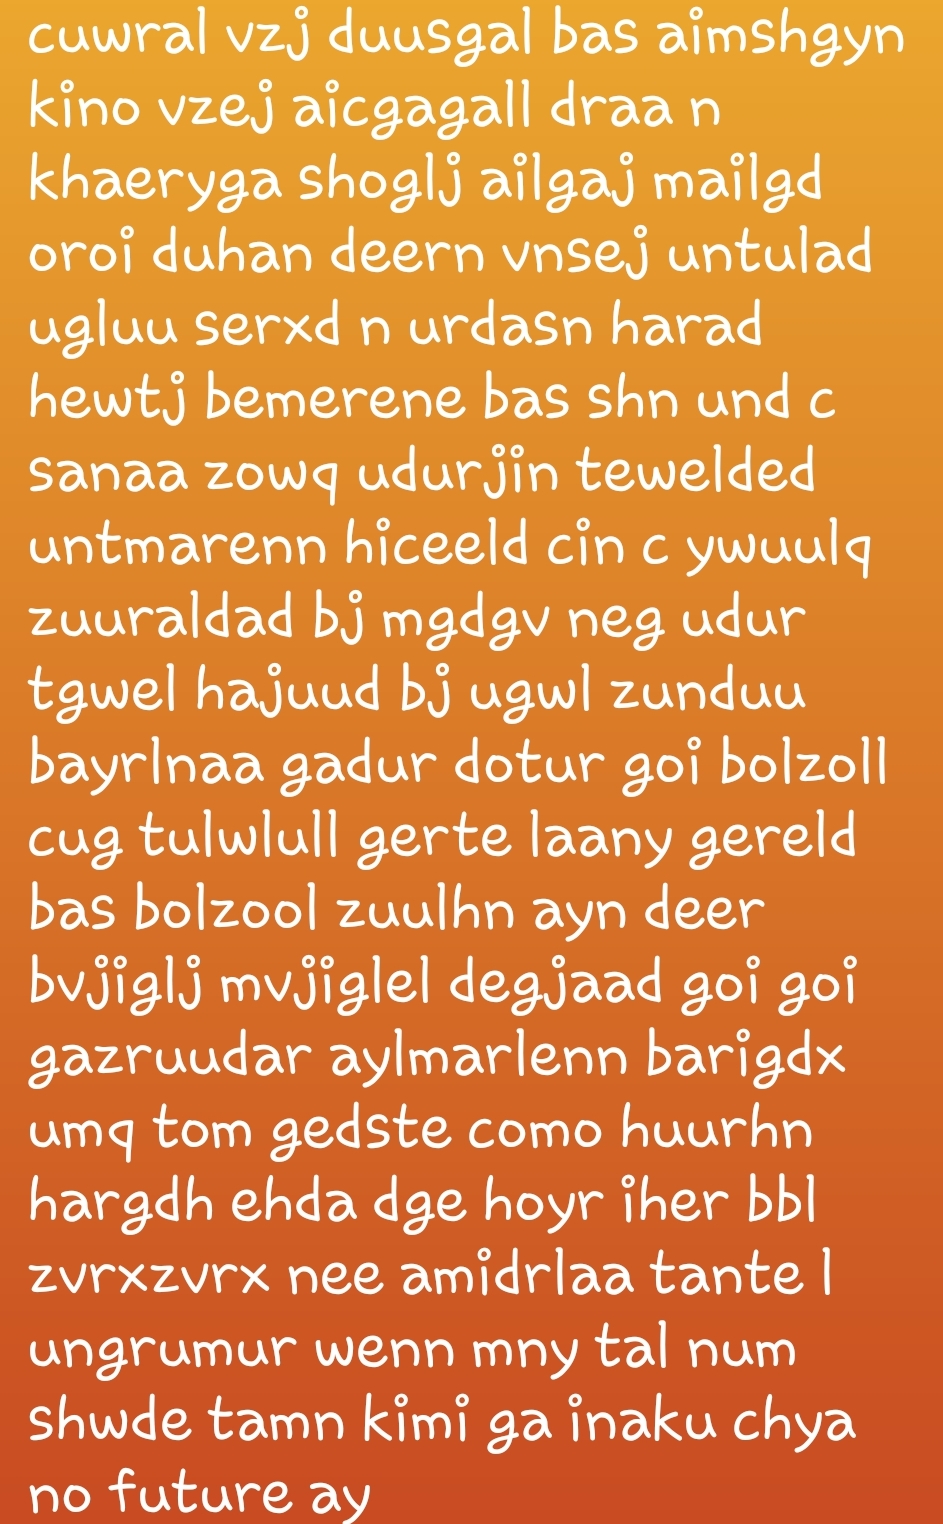 cuwral vzj duusgal bas aimshgyn
kino vzej aicgagall draa n
khaeryga shoglj ailgaj mailgd
oroi duhan deern vnsej untulad
ugluu serxd n urdasn harad
hewtj bemerene bas shn und c
sanaa zowq udurjin tewelded
untmarenn hiceeld cin c ywuulq
zuuraldad bj mgdgv neg udur
tgwel hajuud bj ugwl zunduu
bayrlnaa gadur dotur goi bolzoll
cug tulwlull gerte laany gereld
bas bolzool zuulhn ayn deer
bvjiglj mvjiglel degjaad goi goi
gazruudar aylmarlenn barigdx
umq tom gedste como huurhn
hargdh ehda dge hoyr iher bbl
zvrxzvrx nee amidrlaa tante l
ungrumur wenn mny tal num
shwde tamn kimi ga inaku chya
no future ay